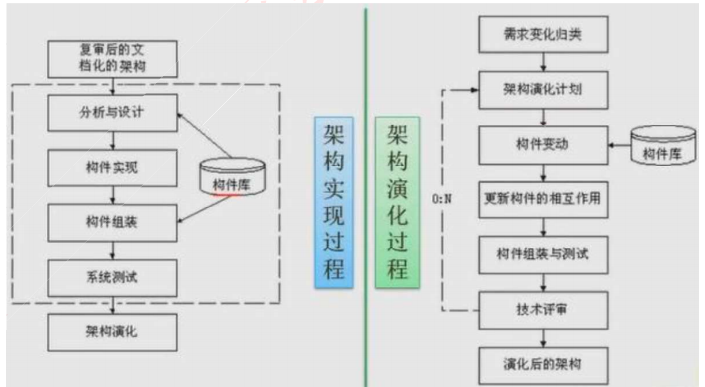 复审后的文
档化的架构
分析与设计
构件实现
构件库
构件组装
系统测试
架构演化
架构实现过程
架构演化过程
需求变化归类
架构演化计划
构件变动
构件库
0:N
更新构件的相互作用
构件组装与测试
技术评审
演化后的架构